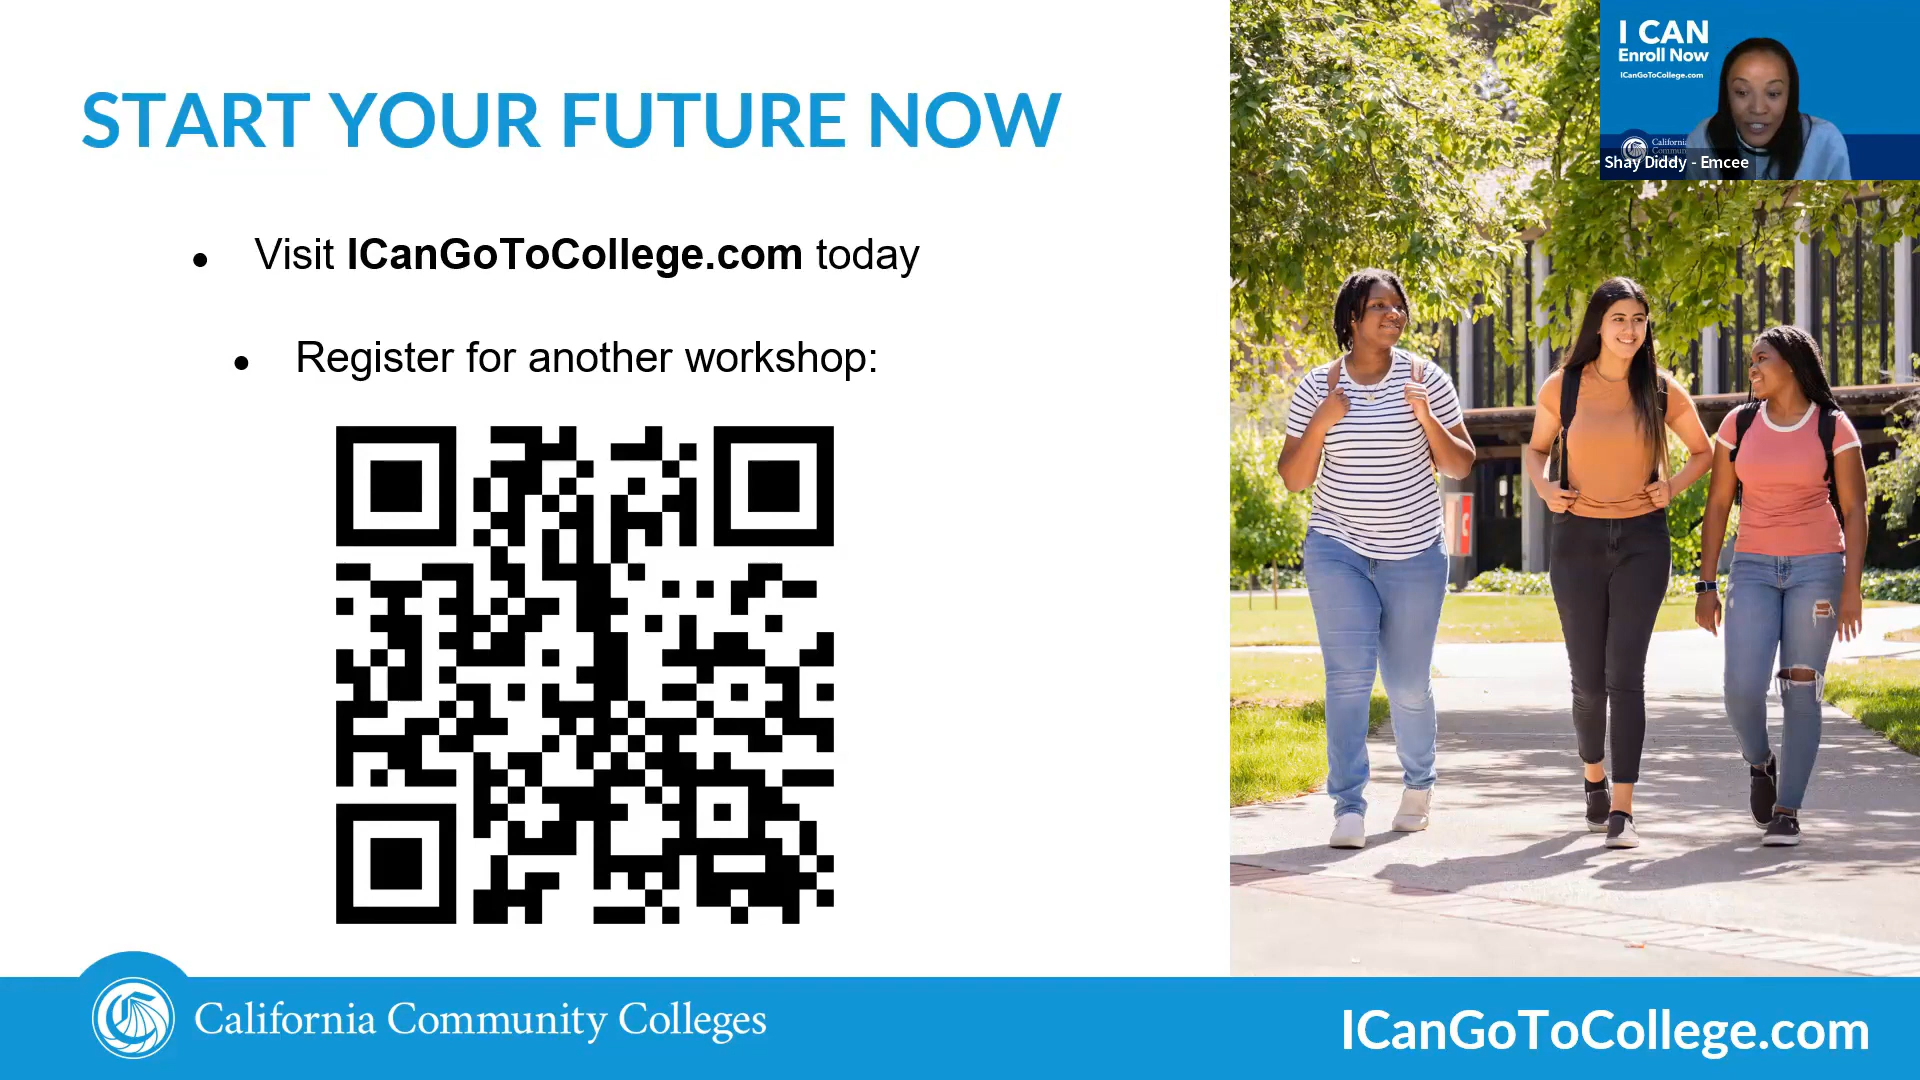 START YOUR FUTURE NOW
Visit ICanGoToCollege.com today
Register for another workshop:
I CAN
Enroll Now
ICanGoToCollege.com
California
Shay Diddy - Emcee
California Community Colleges
ICanGoToCollege.com